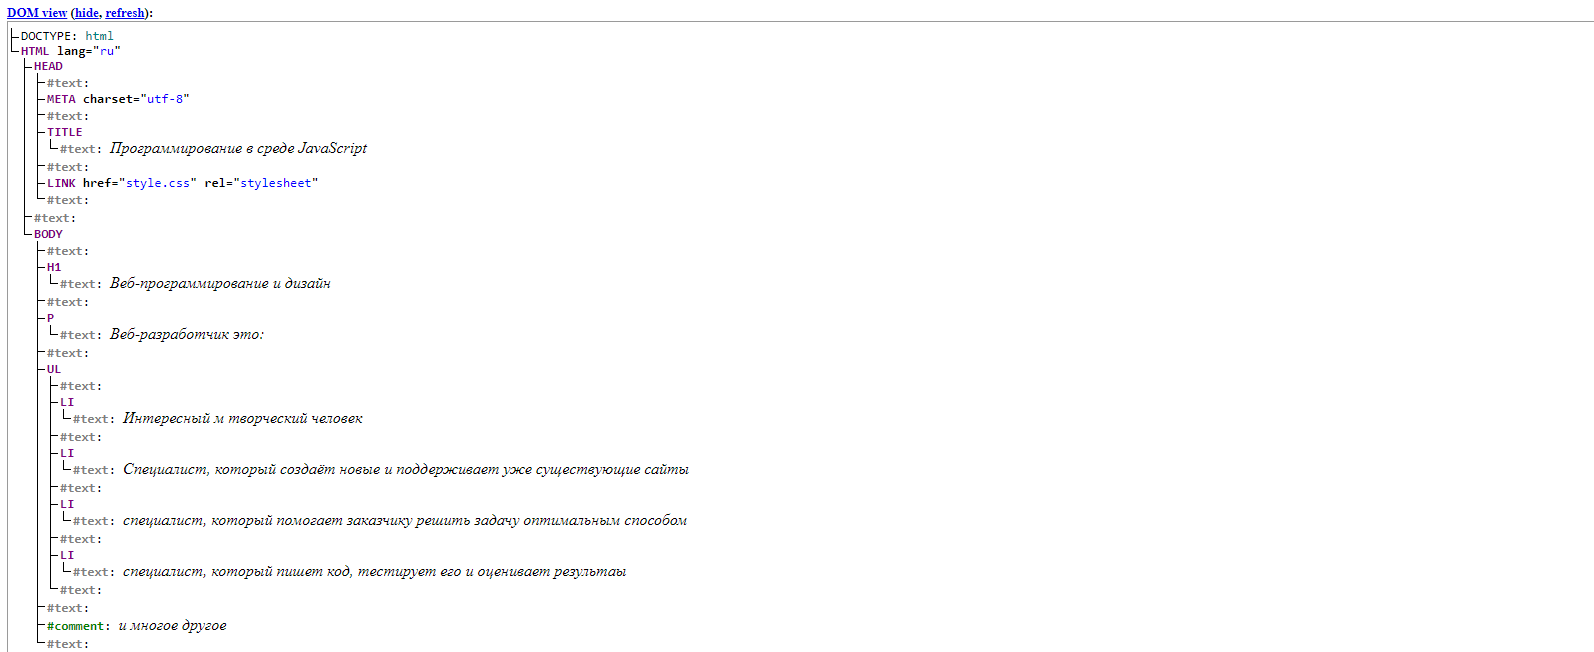 DOM view (hide, refresh):
DOCTYPE: html
HTML lang="ru"
HEAD
#text:
META charset="utf-8"
#text:
TITLE
#text: Программирование в среде JavaScript
#text:
LINK href="style.css" rel="stylesheet"
#text:
#text:
BODY
#text:
H1
#text: Веб-программирование и дизайн
#text:
P
#text: Веб-разработчик это:
#text:
UL
#text:
LI
#text: Интересный м творческий человек
#text:
LI
#text: Специалист, который создаёт новые и поддерживает уже существующие сайты
#text:
LI
#text: специалист, который помогает заказчику решить задачу оптимальным способом
#text:
LI
#text: специалист, который пишет код, тестирует его и оценивает результаы
#text:
#text:
#comment: и многое другое
#text: